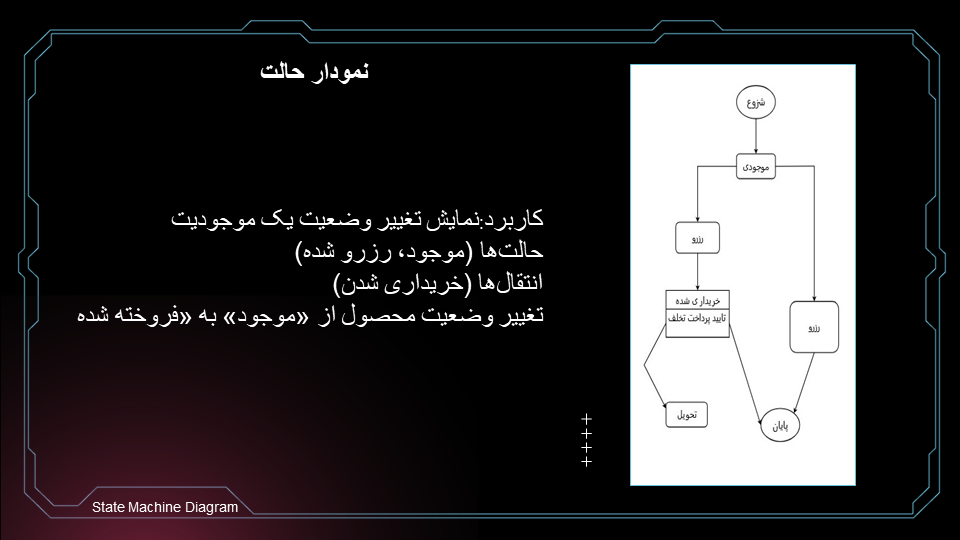 نمودار حالت
کاربرد:نمایش تغییر وضعیت یک موجودیت
حالت‌ها (موجود، رزرو شده)
انتقال‌ها (خریداری شدن)
تغییر وضعیت محصول از «موجود» به «فروخته شده
شروع
موجودی
رزرو
خریداری شده
تایید پرداخت تخلف
رزرو
تحویل
پایان
State Machine Diagram